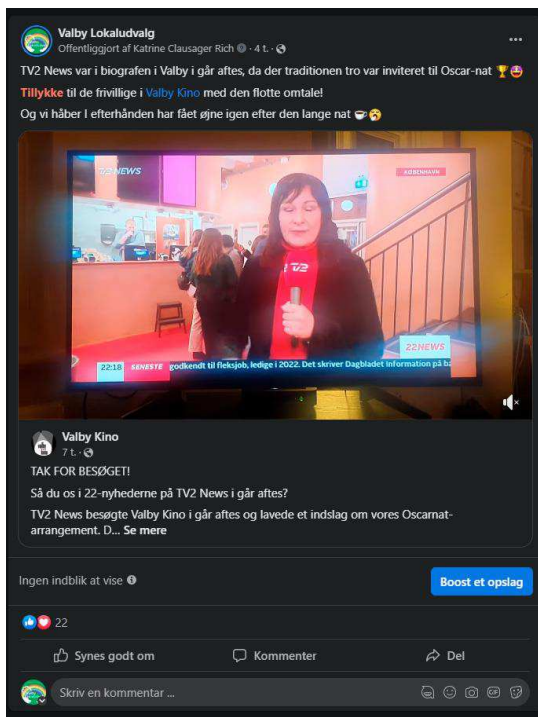 Valby Lokaludvalg
Offentliggjort af Katrine Clausager Rich · 4 t. ·
TV2 News var i biografen i Valby i går aftes, da der traditionen tro var inviteret til Oscar-nat 🏆🤩
Tillykke til de frivillige i Valby Kino med den flotte omtale!
Og vi håber I efterhånden har fået øjne igen efter den lange nat ☕🥱
TV2 NEWS
KØBENHAVN
TV2
22NEWS
22:18 SENESTE godkendt til fleksjob, ledige i 2022. Det skriver Dagbladet Information på ba
Valby Kino
7 t. ·
TAK FOR BESØGET!
Så du os i 22-nyhederne på TV2 News i går aftes?
TV2 News besøgte Valby Kino i går aftes og lavede et indslag om vores Oscarnat-
arrangement. D... Se mere
Ingen indblik at vise
Boost et opslag
22
Synes godt om Kommenter Del
Skriv en kommentar ...
GIF